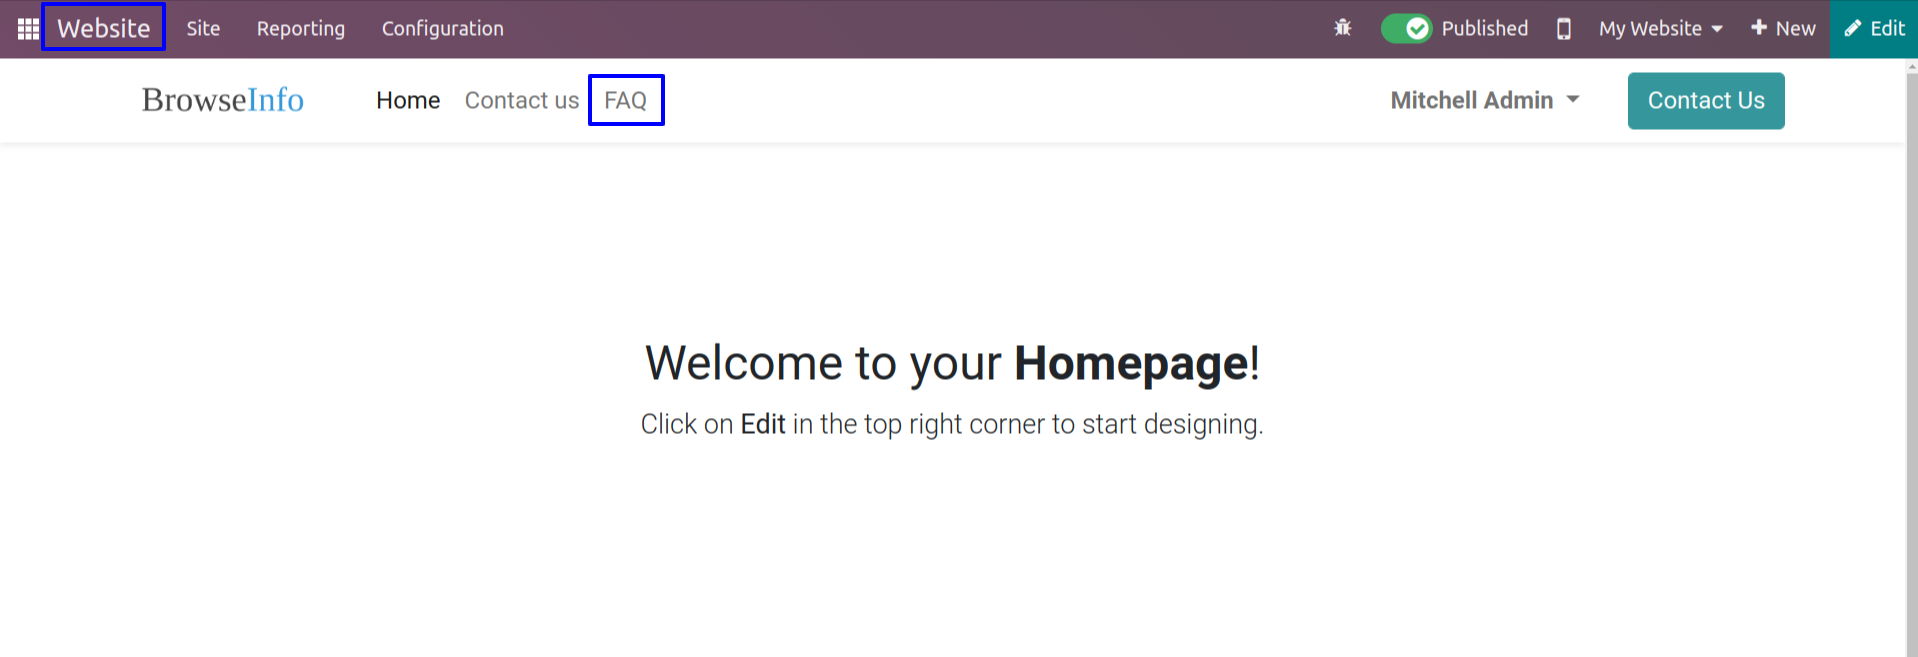 Website Site Reporting Configuration Published My Website New Edit
BrowseInfo Home Contact us FAQ Mitchell Admin Contact Us
Welcome to your Homepage!
Click on Edit in the top right corner to start designing.